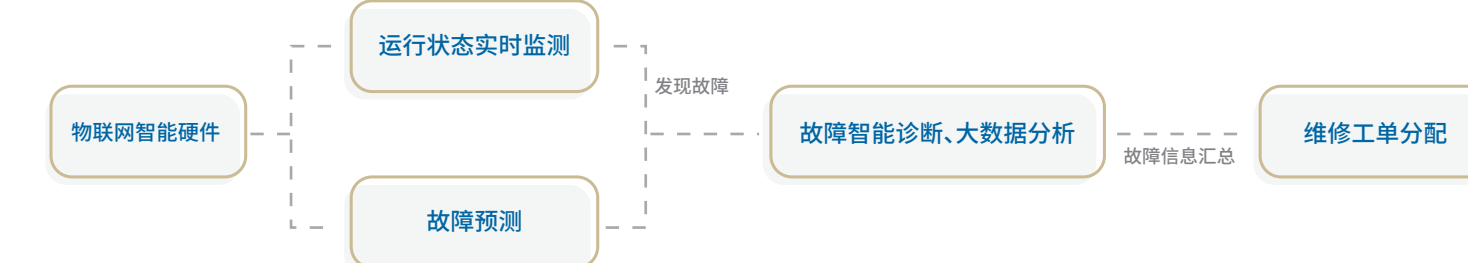 物联网智能硬件
运行状态实时监测
故障预测
发现故障
故障智能诊断、大数据分析
故障信息汇总
维修工单分配